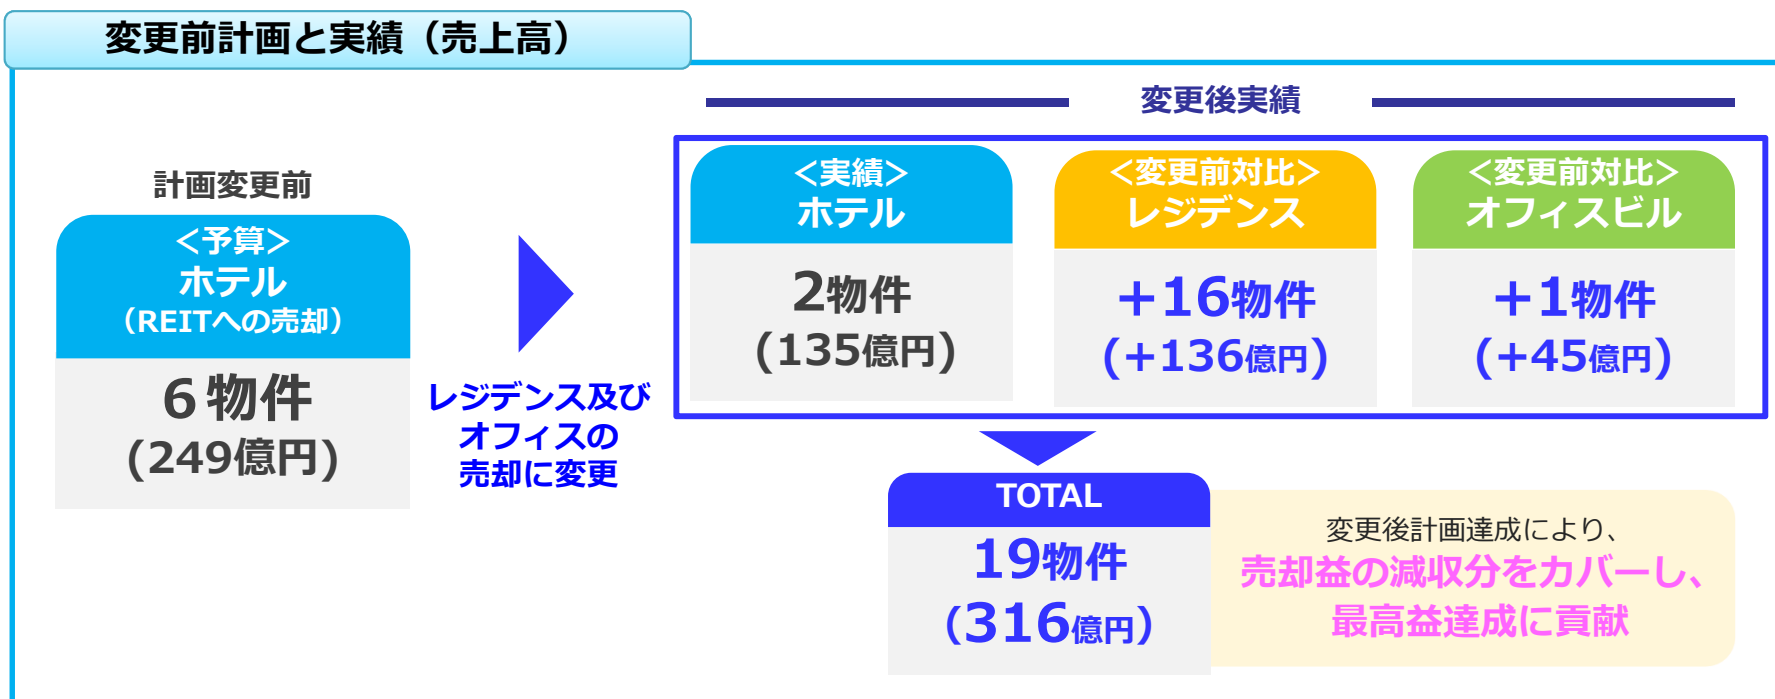 変更前計画と実績（売上高）
変更後実績
計画変更前
＜予算＞
ホテル
（REITへの売却）
6物件
(249億円)
レジデンス及び
オフィスの
売却に変更
＜実績＞
ホテル
2物件
(135億円)
＜変更前対比＞
レジデンス
+16物件
(+136億円)
＜変更前対比＞
オフィスビル
+1物件
(+45億円)
TOTAL
19物件
(316億円)
変更後計画達成により、
売却益の減収分をカバーし、
最高益達成に貢献